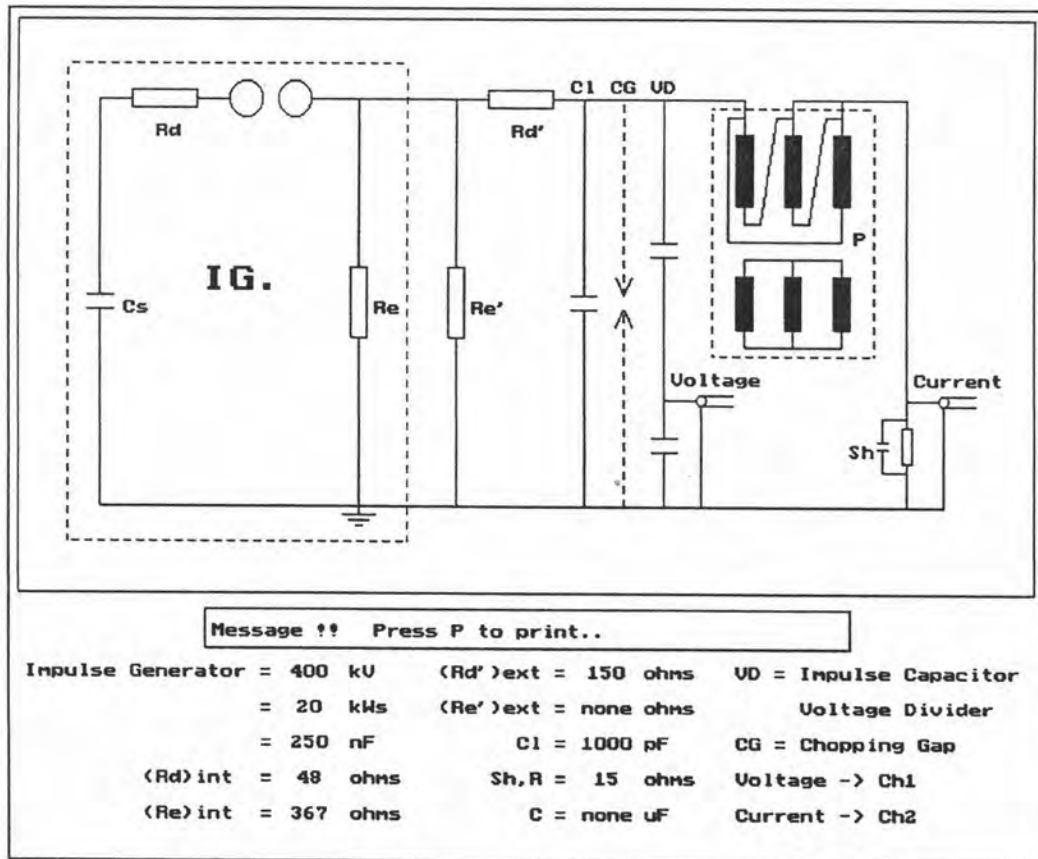 C1 CG VD
Rd
Rd'
P
IG.
Cs
Re
Re'
Voltage
Current
Sh
Message !! Press P to print..
Impulse Generator = 400 kV (Rd')ext = 150 ohms VD = Impulse Capacitor
= 20 kWs (Re')ext = none ohms Voltage Divider
= 250 nF C1 = 1000 pF CG = Chopping Gap
(Rd)int = 48 ohms Sh,R = 15 ohms Voltage -> Ch1
(Re)int = 367 ohms C = none uF Current -> Ch2